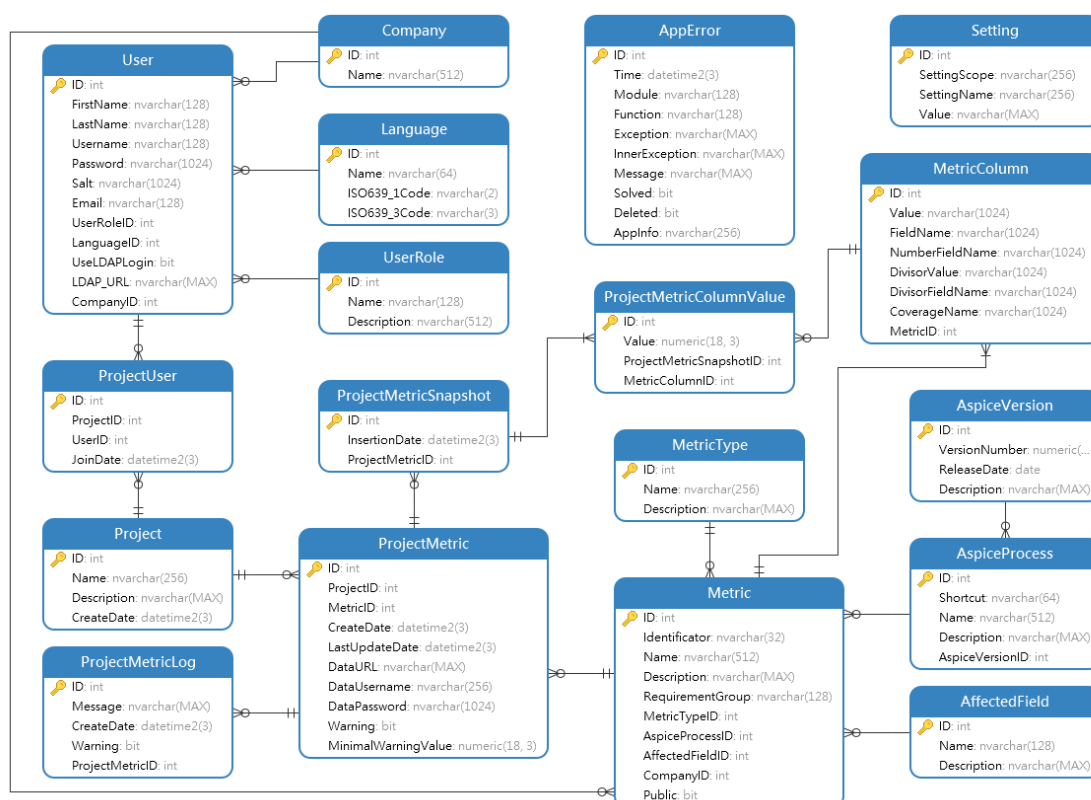 Company
ID: int
Name: nvarchar(512)
User
ID: int
FirstName: nvarchar(128)
LastName: nvarchar(128)
Username: nvarchar(128)
Password: nvarchar(1024)
Salt: nvarchar(1024)
Email: nvarchar(128)
UserRoleID: int
LanguageID: int
UseLDAPLogin: bit
LDAP_URL: nvarchar(MAX)
CompanyID: int
Language
ID: int
Name: nvarchar(64)
ISO639_1Code: nvarchar(2)
ISO639_3Code: nvarchar(3)
UserRole
ID: int
Name: nvarchar(128)
Description: nvarchar(512)
AppError
ID: int
Time: datetime2(3)
Module: nvarchar(128)
Function: nvarchar(128)
Exception: nvarchar(MAX)
InnerException: nvarchar(MAX)
Message: nvarchar(MAX)
Solved: bit
Deleted: bit
AppInfo: nvarchar(256)
Setting
ID: int
SettingScope: nvarchar(256)
SettingName: nvarchar(256)
Value: nvarchar(MAX)
MetricColumn
ID: int
Value: nvarchar(1024)
FieldName: nvarchar(1024)
NumberFieldName: nvarchar(1024)
DivisorValue: nvarchar(1024)
DivisorFieldName: nvarchar(1024)
CoverageName: nvarchar(1024)
MetricID: int
ProjectMetricColumnValue
ID: int
Value: numeric(18, 3)
ProjectMetricSnapshotID: int
MetricColumnID: int
ProjectUser
ID: int
ProjectID: int
UserID: int
JoinDate: datetime2(3)
ProjectMetricSnapshot
ID: int
InsertionDate: datetime2(3)
ProjectMetricID: int
MetricType
ID: int
Name: nvarchar(256)
Description: nvarchar(MAX)
AspiceVersion
ID: int
VersionNumber: numeric(...
ReleaseDate: date
Description: nvarchar(MAX)
Project
ID: int
Name: nvarchar(256)
Description: nvarchar(MAX)
CreateDate: datetime2(3)
ProjectMetric
ID: int
ProjectID: int
MetricID: int
CreateDate: datetime2(3)
LastUpdateDate: datetime2(3)
DataURL: nvarchar(MAX)
DataUsername: nvarchar(256)
DataPassword: nvarchar(1024)
Warning: bit
MinimalWarningValue: numeric(18, 3)
AspiceProcess
ID: int
Shortcut: nvarchar(64)
Name: nvarchar(512)
Description: nvarchar(MAX)
AspiceVersionID: int
Metric
ID: int
Identificator: nvarchar(32)
Name: nvarchar(512)
Description: nvarchar(MAX)
RequirementGroup: nvarchar(128)
MetricTypeID: int
AspiceProcessID: int
AffectedFieldID: int
CompanyID: int
Public: bit
ProjectMetricLog
ID: int
Message: nvarchar(MAX)
CreateDate: datetime2(3)
Warning: bit
ProjectMetricID: int
AffectedField
ID: int
Name: nvarchar(128)
Description: nvarchar(MAX)